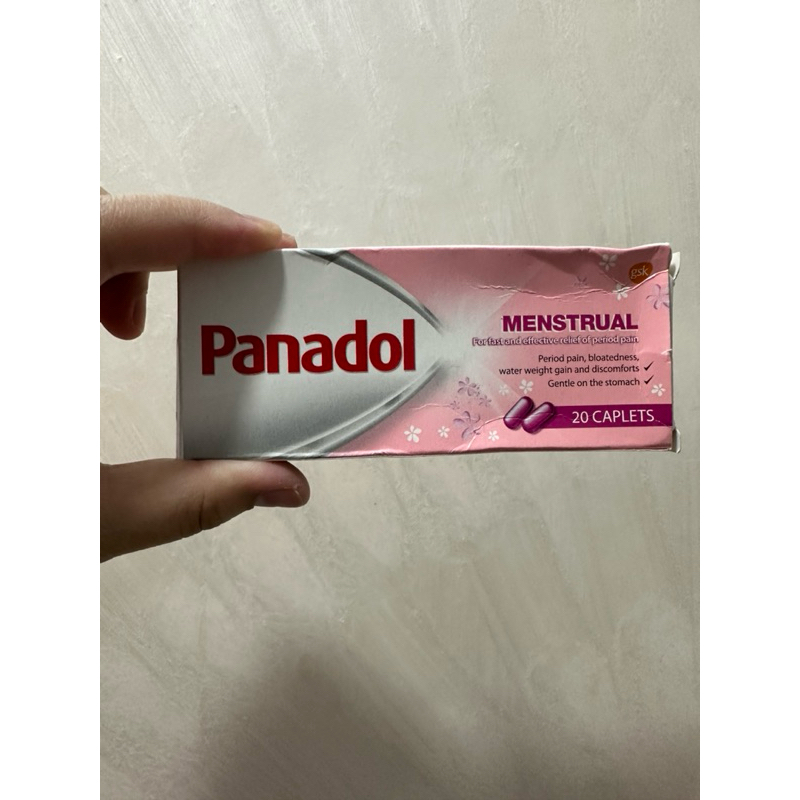 gsk
Panadol
MENSTRUAL
For fast and effective relief of period pain
Period pain, bloatedness,
water weight gain and discomforts ✓
Gentle on the stomach ✓
20 CAPLETS